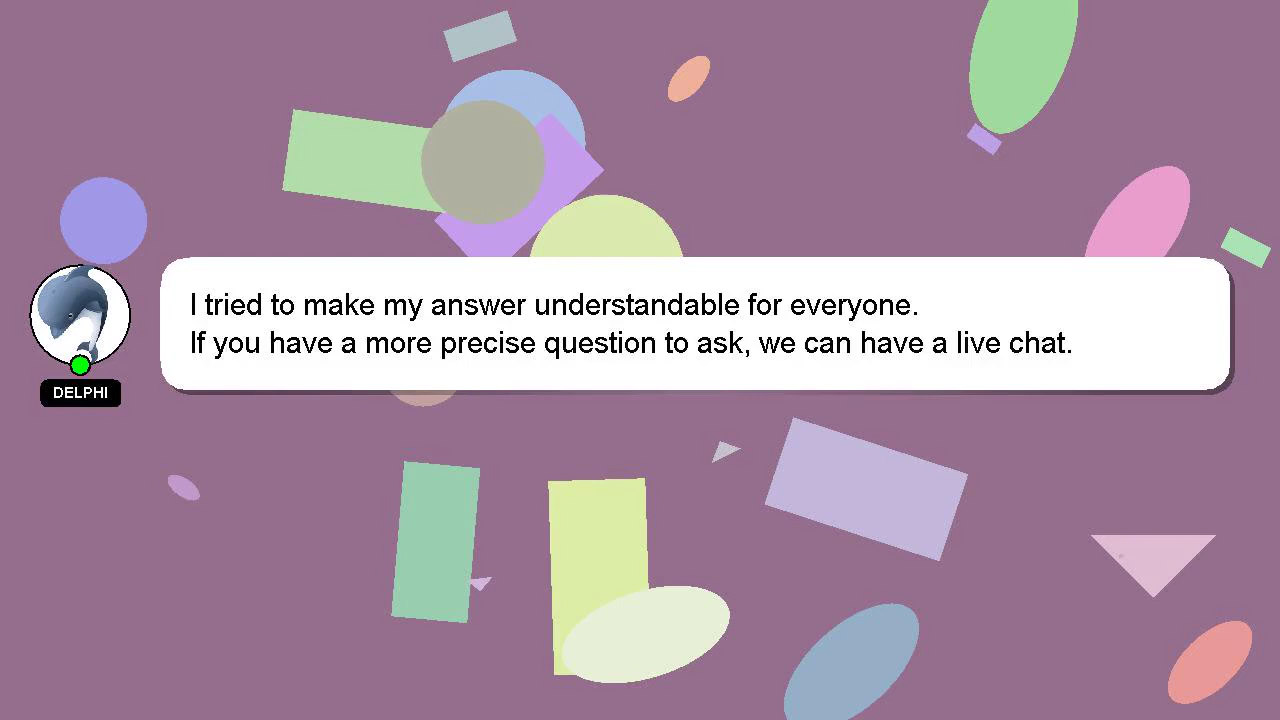 I tried to make my answer understandable for everyone.
If you have a more precise question to ask, we can have a live chat.
DELPHI